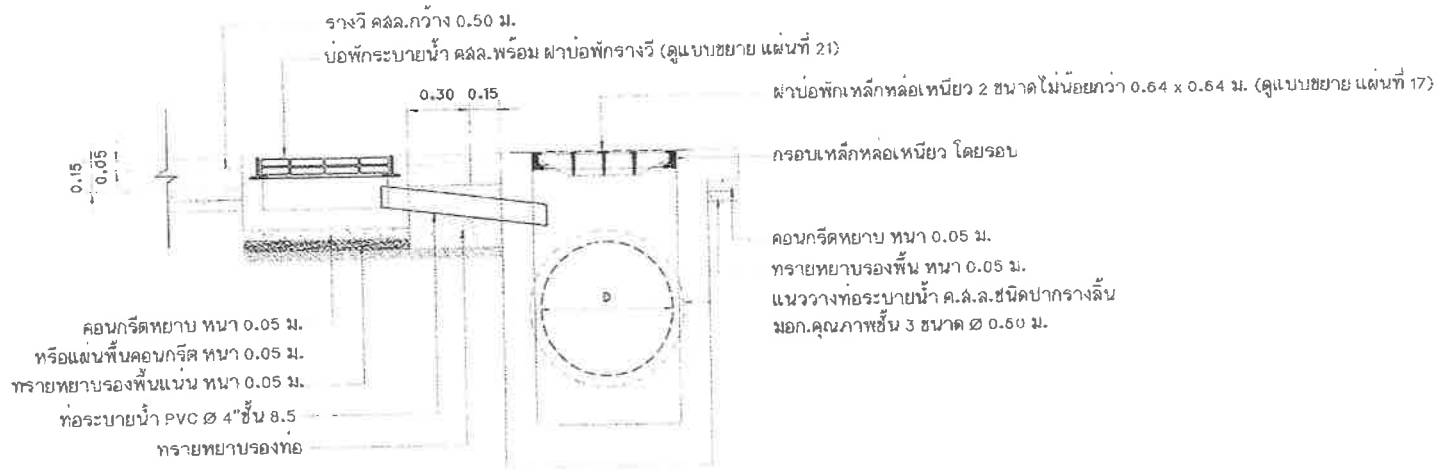 รางวี คสล.กว้าง 0.50 ม.
บ่อพักระบายน้ำ คสล.พร้อม ฝาบ่อพักรางวี (ดูแบบขยาย แผ่นที่ 21)
0.30 0.15
ฝาบ่อพักเหล็กหล่อเหนียว 2 ขนาดไม่น้อยกว่า 0.64 x 0.64 ม. (ดูแบบขยาย แผ่นที่ 17)
กรอบเหล็กหล่อเหนียว โดยรอบ
0.15
0.05
คอนกรีตหยาบ หนา 0.05 ม.
ทรายหยาบรองพื้น หนา 0.05 ม.
แนววางท่อระบายน้ำ ค.ส.ล.ชนิดปากรางลิ้น
มอก.คุณภาพชั้น 3 ขนาด Ø 0.60 ม.
D
คอนกรีตหยาบ หนา 0.05 ม.
หรือแผ่นพื้นคอนกรีต หนา 0.05 ม.
ทรายหยาบรองพื้นแน่น หนา 0.05 ม.
ท่อระบายน้ำ PVC Ø 4" ชั้น 8.5
ทรายหยาบรองท่อ